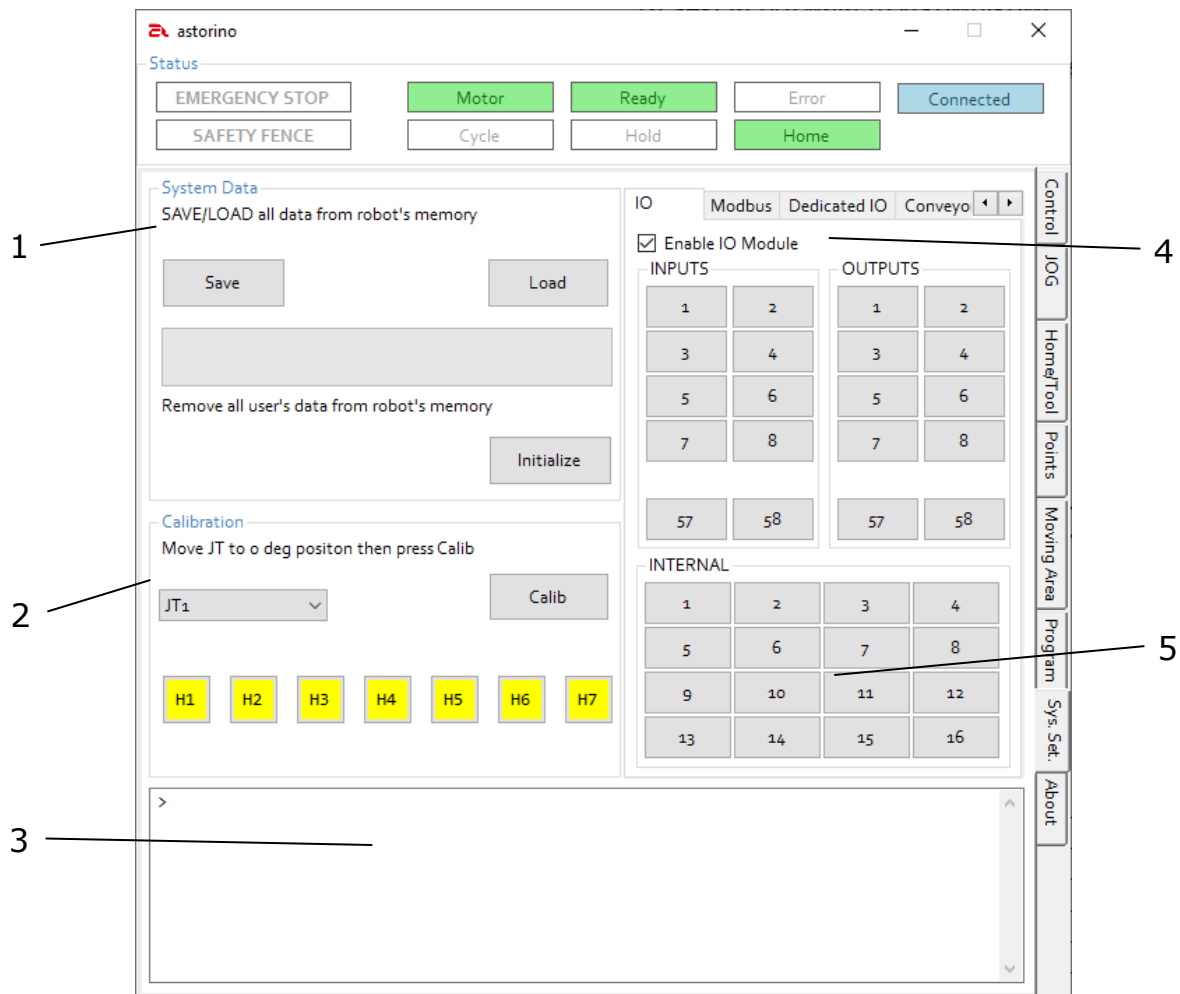 astorino
Status
EMERGENCY STOP Motor Ready Error Connected
SAFETY FENCE Cycle Hold Home
System Data
SAVE/LOAD all data from robot's memory
Save Load
Remove all user's data from robot's memory
Initialize
Calibration
Move JT to 0 deg positon then press Calib
JT1 Calib
H1 H2 H3 H4 H5 H6 H7
>
IO Modbus Dedicated IO Conveyo
Enable IO Module
INPUTS OUTPUTS
1 2 1 2
3 4 3 4
5 6 5 6
7 8 7 8
57 58 57 58
INTERNAL
1 2 3 4
5 6 7 8
9 10 11 12
13 14 15 16
Control
JOG
Home/Tool
Points
Moving Area
Program
Sys. Set.
About
1
2
3
4
5